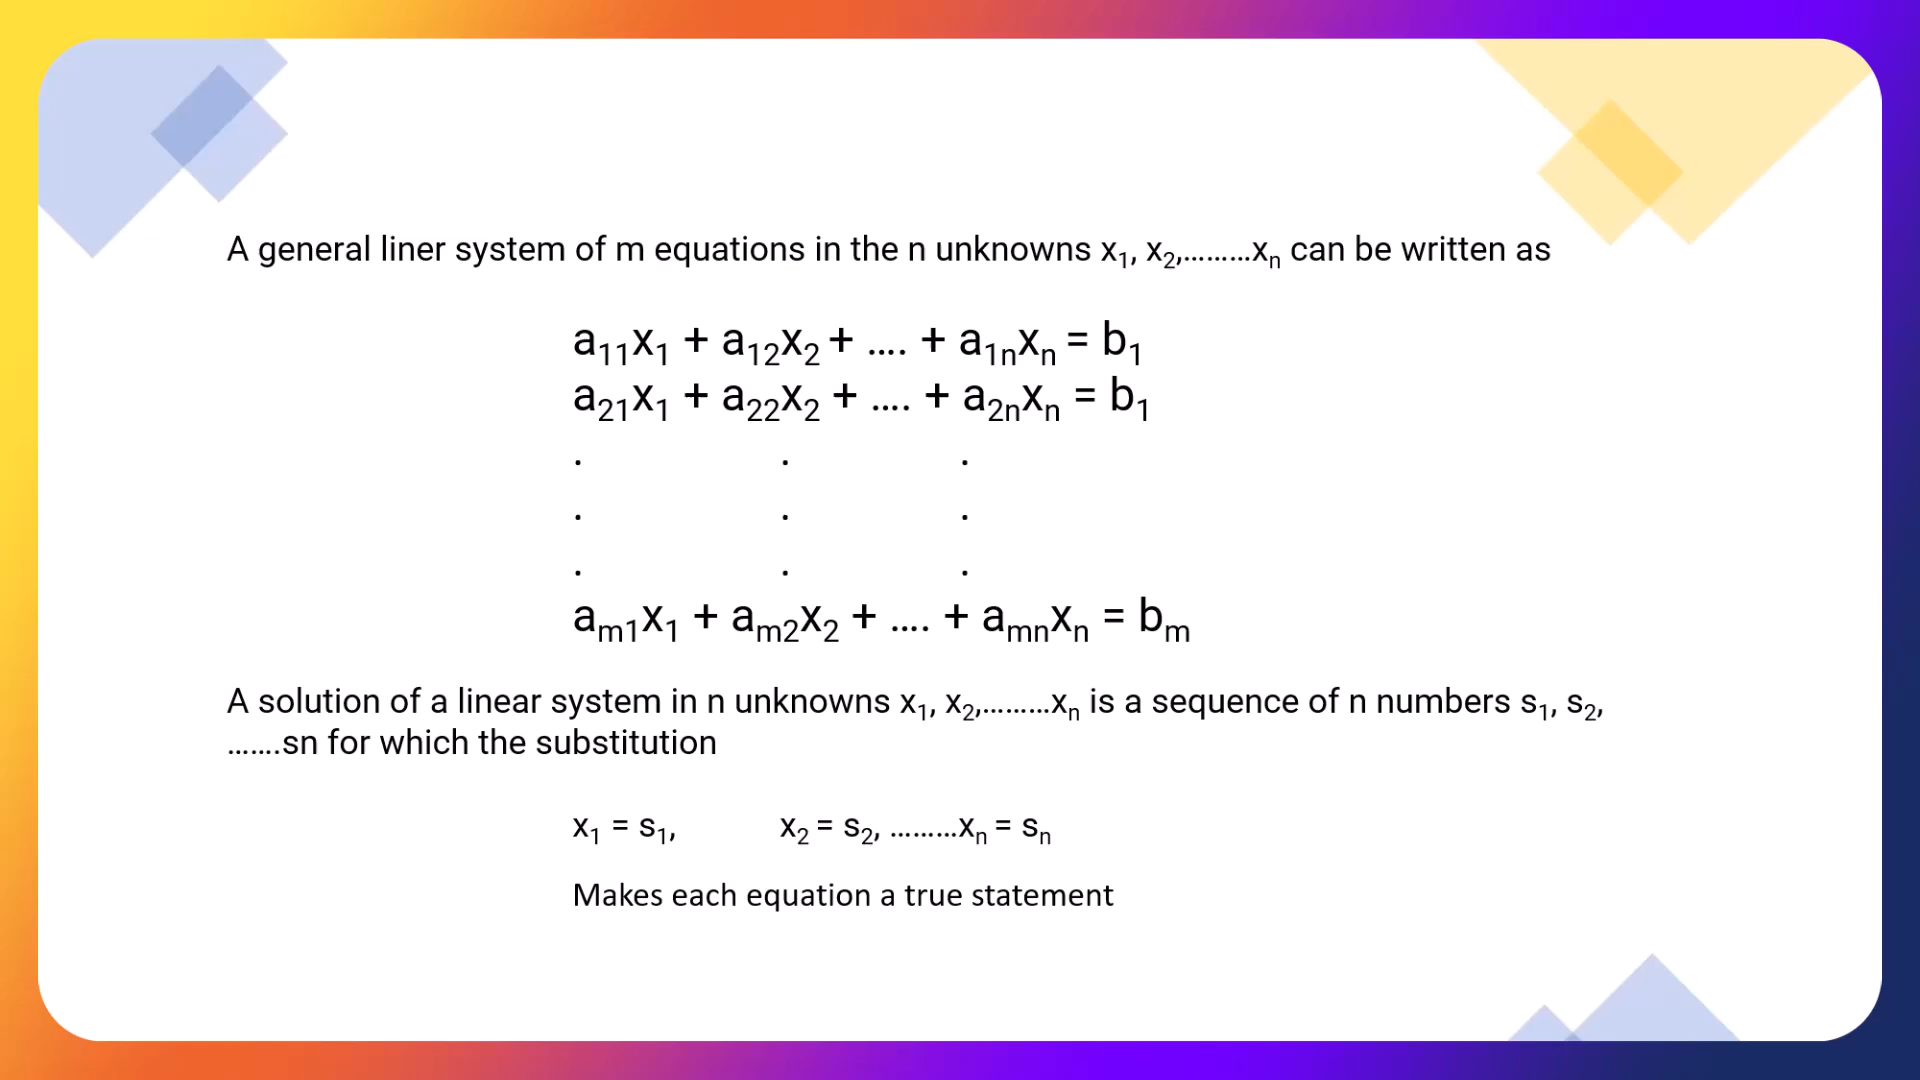 A general liner system of m equations in the n unknowns x₁, x₂,………xₙ can be written as
a₁₁x₁ + a₁₂x₂ + …. + a₁ₙxₙ = b₁
a₂₁x₁ + a₂₂x₂ + …. + a₂ₙxₙ = b₁
. . .
. . .
. . .
aₘ₁x₁ + aₘ₂x₂ + …. + aₘₙxₙ = bₘ
A solution of a linear system in n unknowns x₁, x₂,………xₙ is a sequence of n numbers s₁, s₂,
…….sn for which the substitution
x₁ = s₁, x₂ = s₂, ………xₙ = sₙ
Makes each equation a true statement